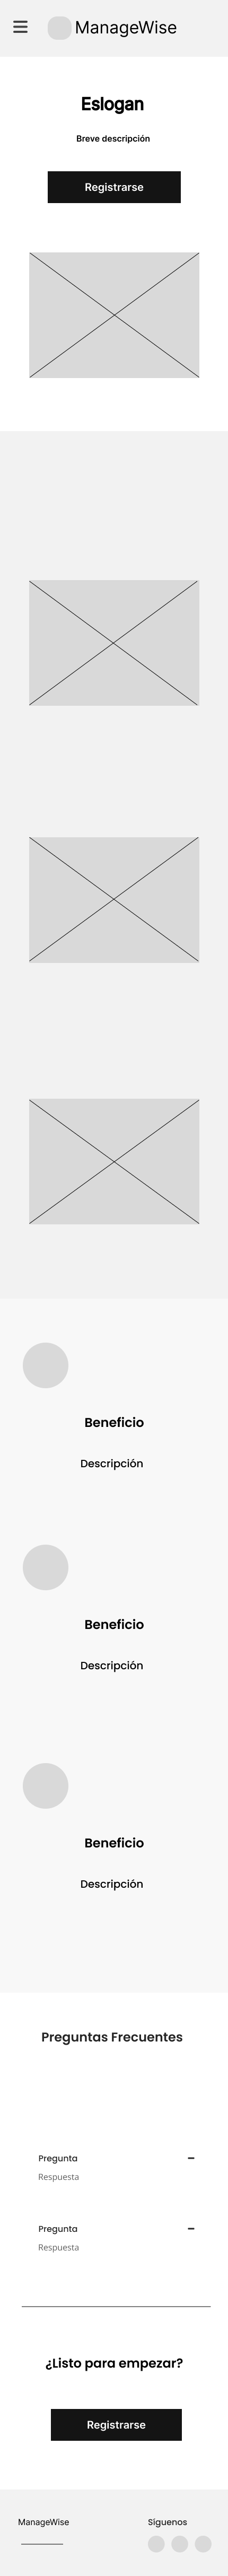 ManageWise
Eslogan
Breve descripción
Registrarse
Beneficio
Descripción
Beneficio
Descripción
Beneficio
Descripción
Preguntas Frecuentes
Pregunta
Respuesta
Pregunta
Respuesta
¿Listo para empezar?
Registrarse
ManageWise
Síguenos